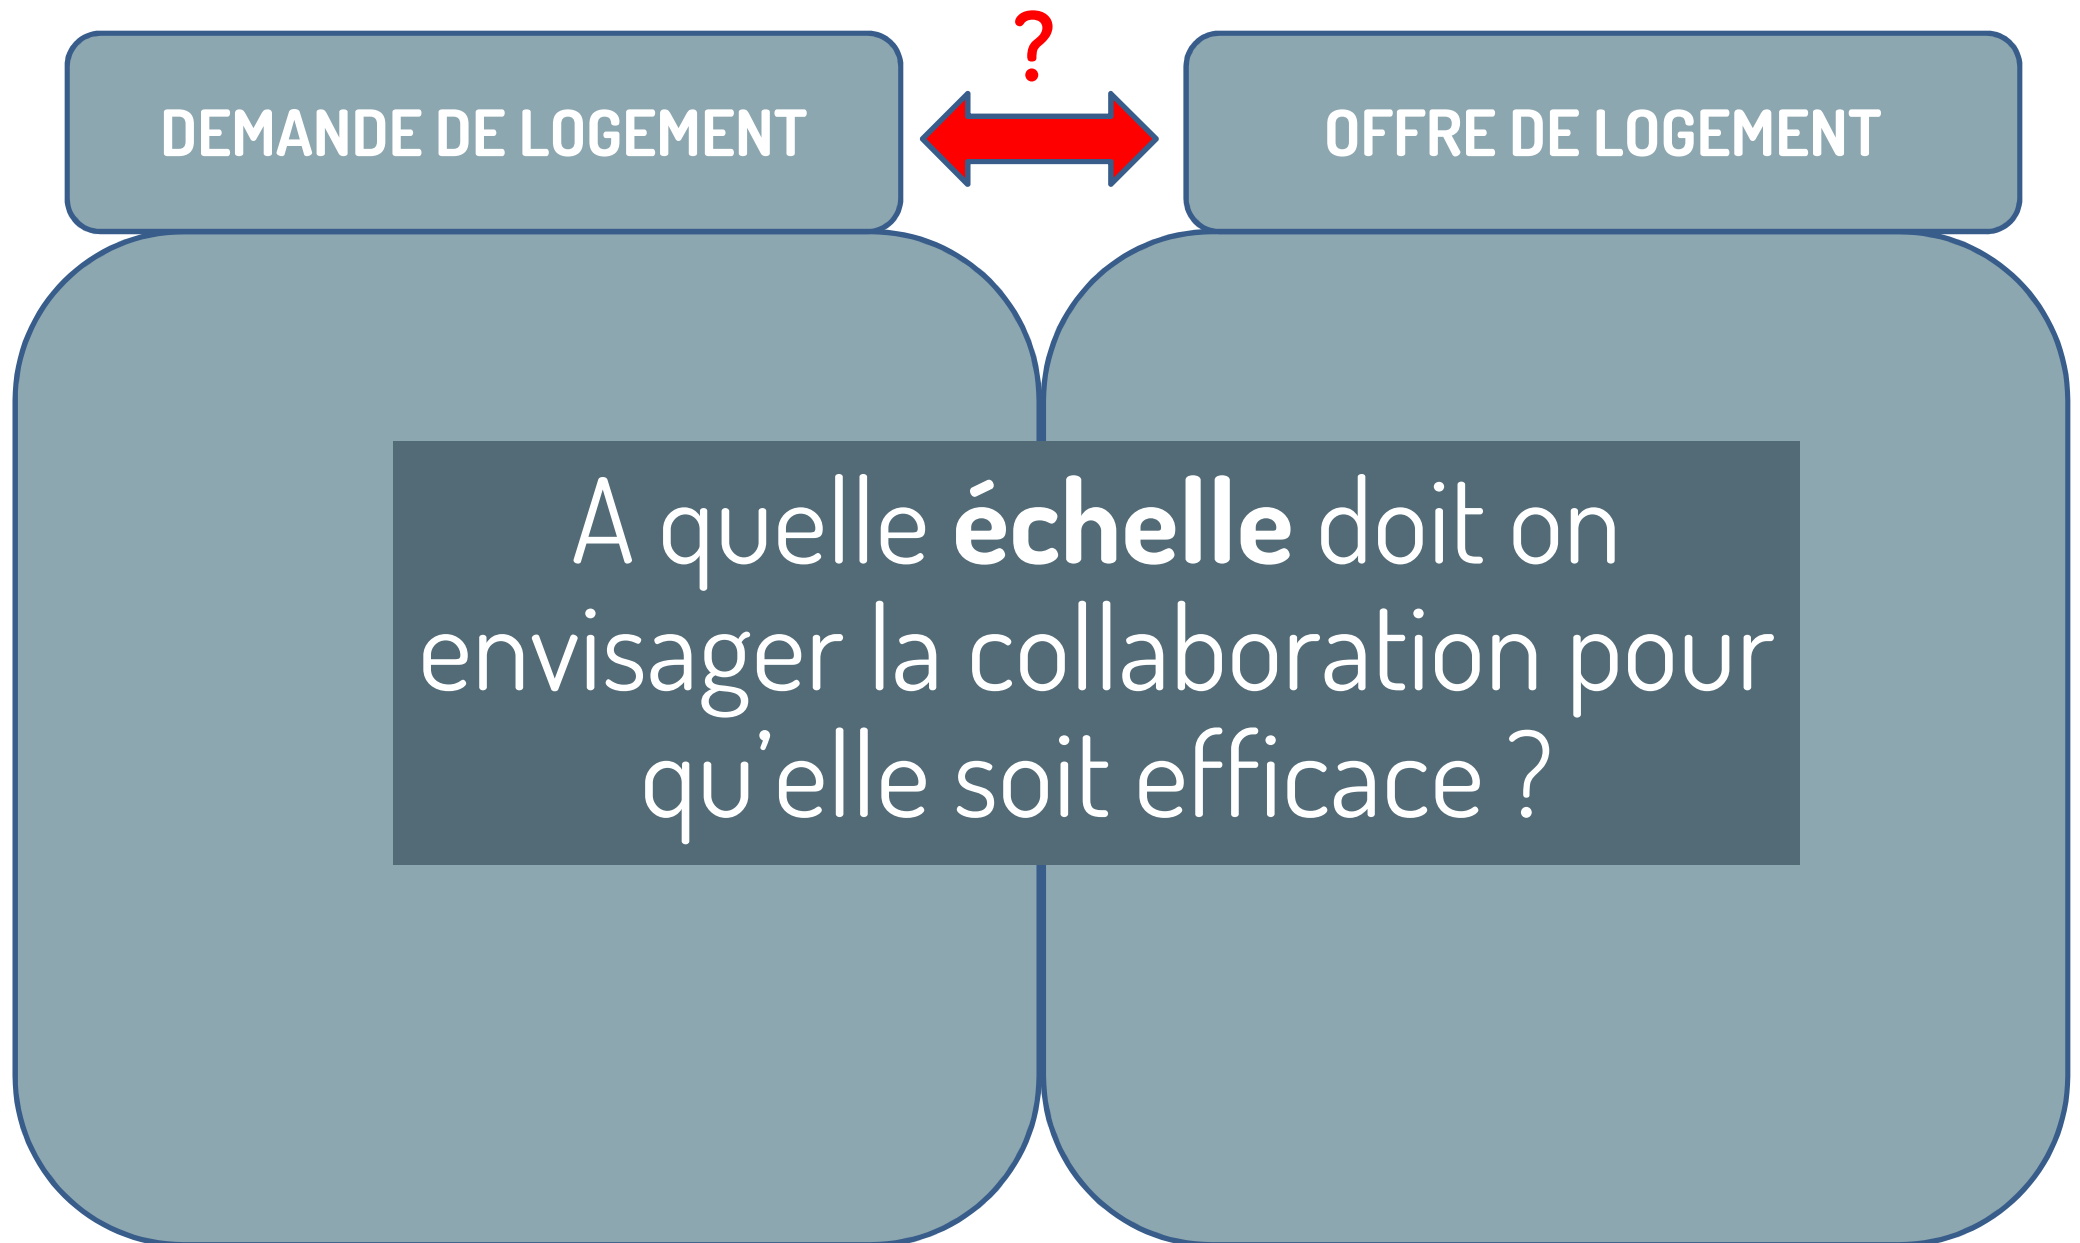 ?
DEMANDE DE LOGEMENT
OFFRE DE LOGEMENT
A quelle échelle doit on
envisager la collaboration pour
qu’elle soit efficace ?